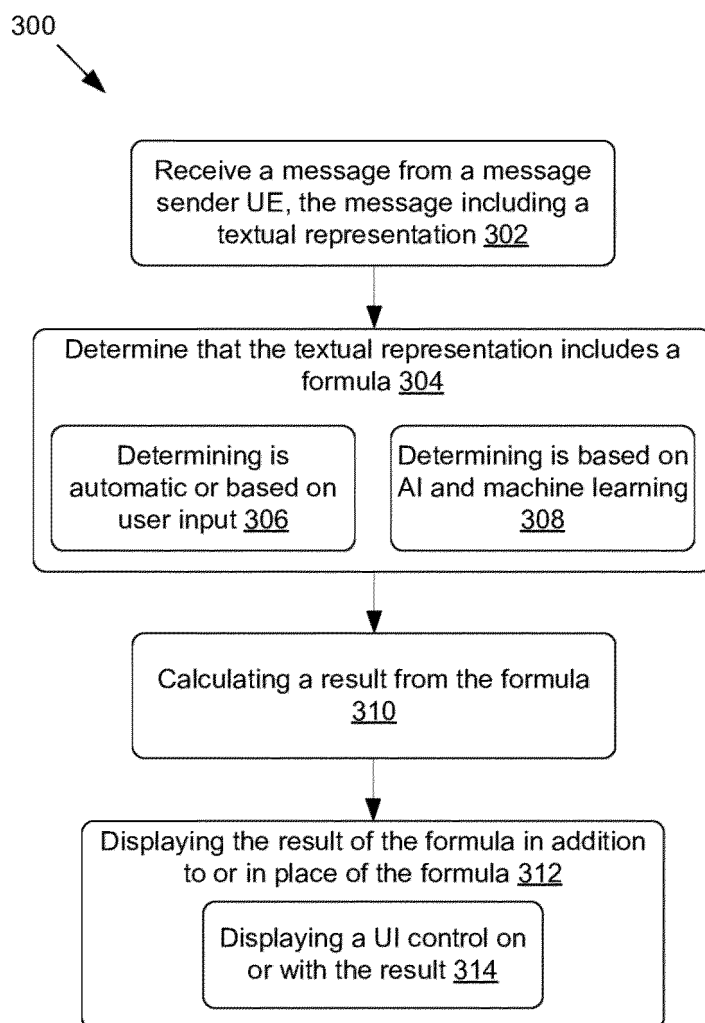 300
Receive a message from a message
sender UE, the message including a
textual representation 302
Determine that the textual representation includes a
formula 304
Determining is
automatic or based on
user input 306
Determining is based on
AI and machine learning
308
Calculating a result from the formula
310
Displaying the result of the formula in addition
to or in place of the formula 312
Displaying a UI control on
or with the result 314